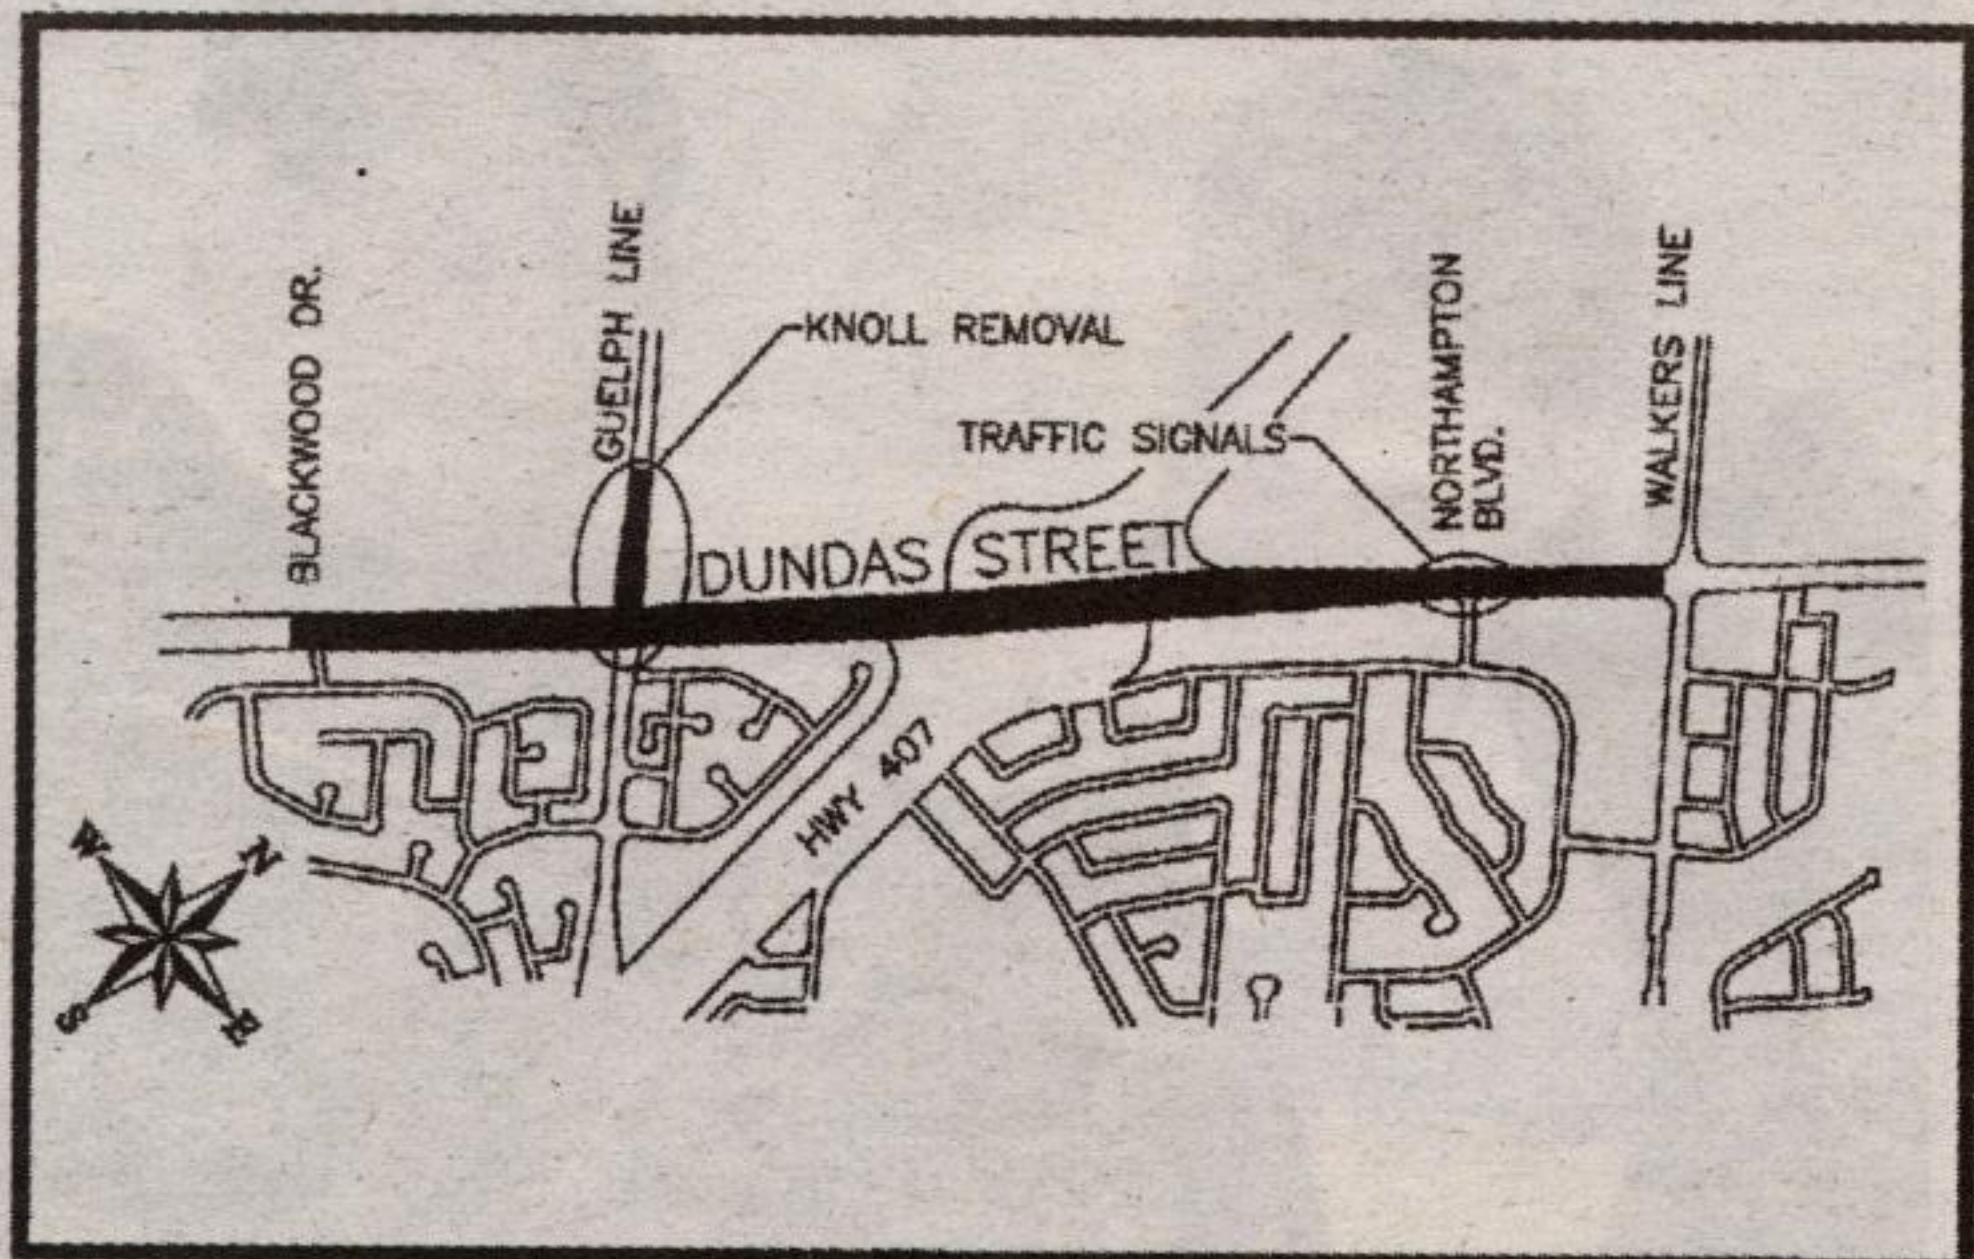 BLACKWOOD DR.
GUELPH LINE
KNOLL REMOVAL
TRAFFIC SIGNALS
NORTHAMPTON
BLVD.
WALKERS LINE
DUNDAS STREET
HWY 407
W
N
S
E